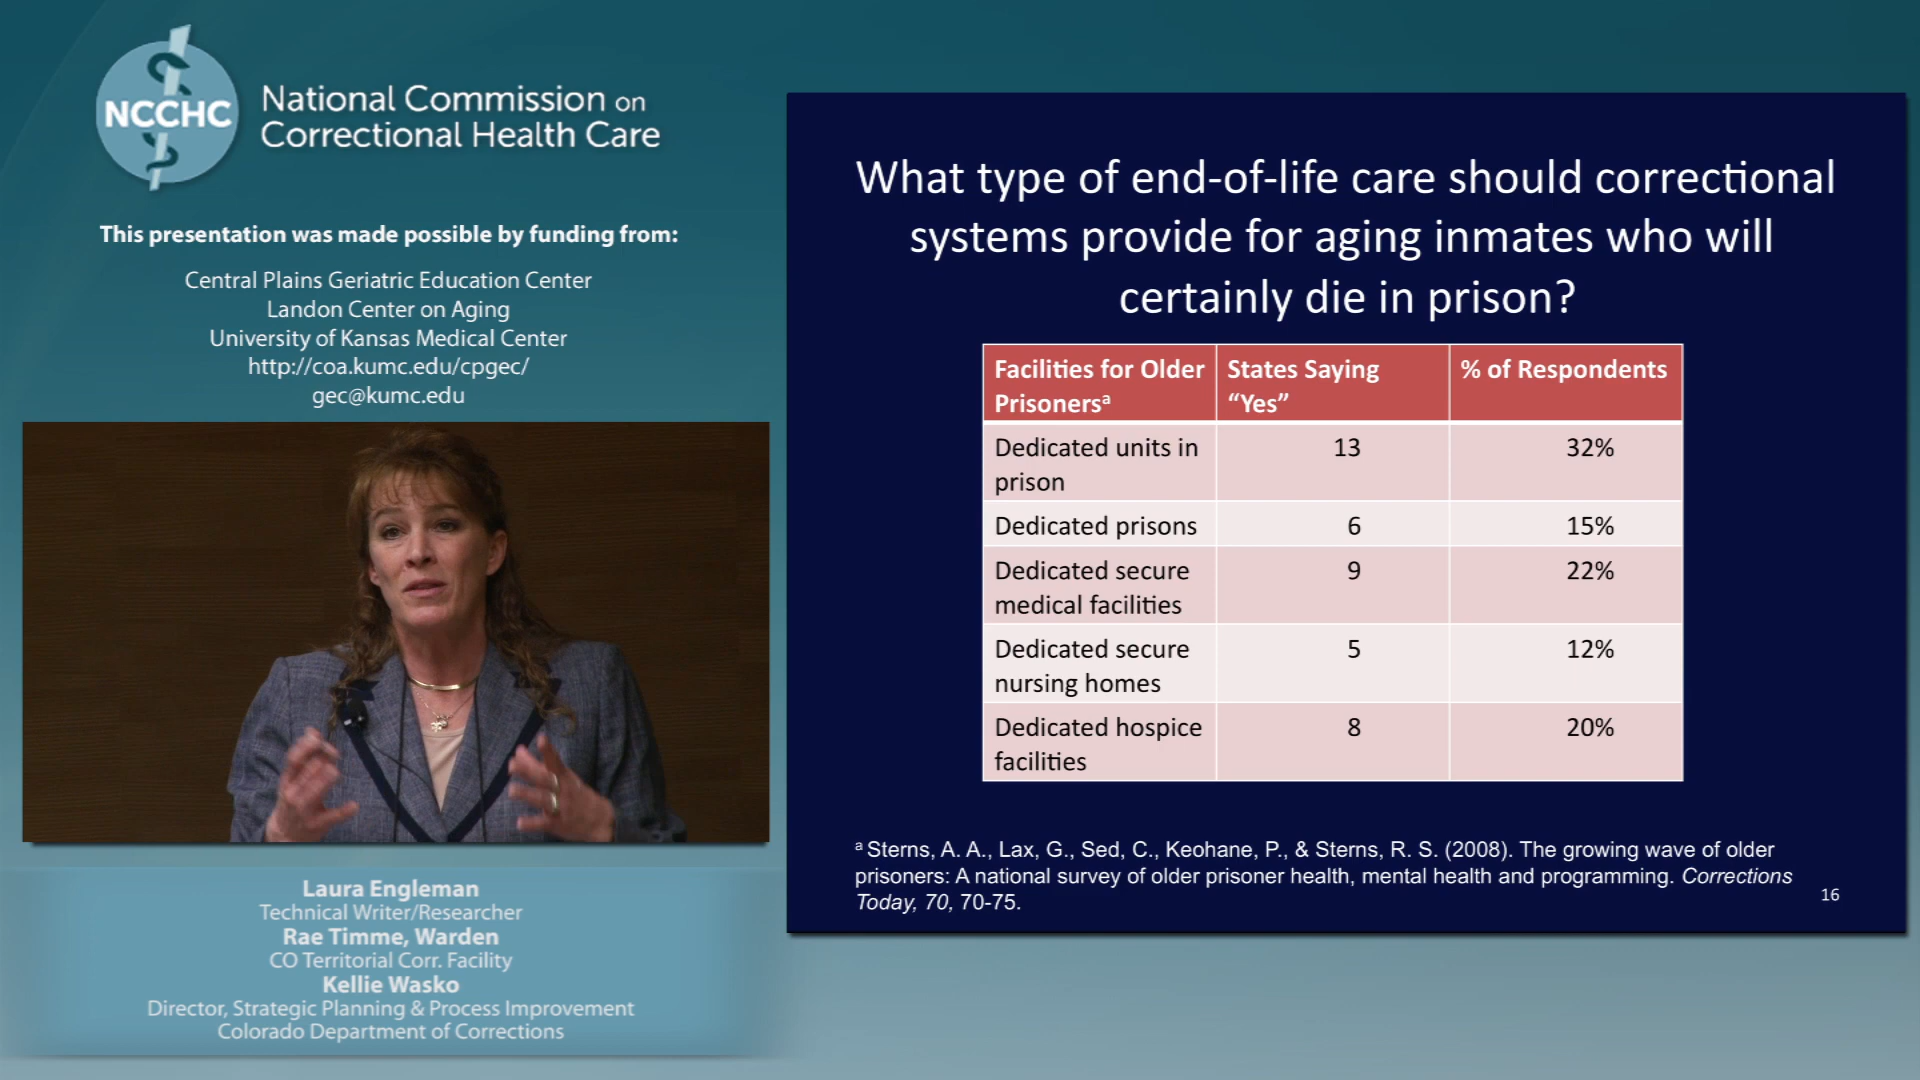 NCCHC
National Commission on
Correctional Health Care
This presentation was made possible by funding from:
Central Plains Geriatric Education Center
Landon Center on Aging
University of Kansas Medical Center
http://coa.kumc.edu/cpgec/
gec@kumc.edu
Laura Engleman
Technical Writer/Researcher
Rae Timme, Warden
CO Territorial Corr. Facility
Kellie Wasko
Director, Strategic Planning & Process Improvement
Colorado Department of Corrections
What type of end-of-life care should correctional
systems provide for aging inmates who will
certainly die in prison?
Facilities for Older Prisonersᵃ States Saying “Yes” % of Respondents
Dedicated units in prison 13 32%
Dedicated prisons 6 15%
Dedicated secure medical facilities 9 22%
Dedicated secure nursing homes 5 12%
Dedicated hospice facilities 8 20%
ᵃ Sterns, A. A., Lax, G., Sed, C., Keohane, P., & Sterns, R. S. (2008). The growing wave of older
prisoners: A national survey of older prisoner health, mental health and programming. Corrections
Today, 70, 70-75.
16